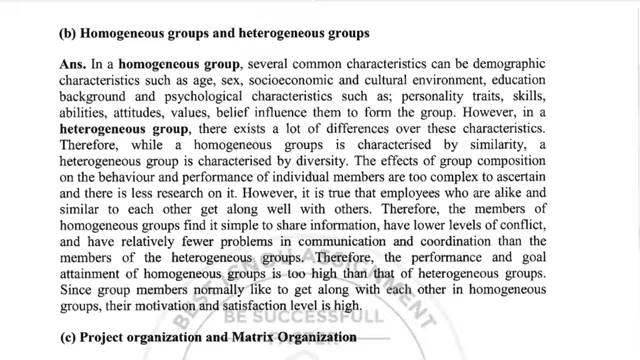 (b) Homogeneous groups and heterogeneous groups
Ans. In a homogeneous group, several common characteristics can be demographic
characteristics such as age, sex, socioeconomic and cultural environment, education
background and psychological characteristics such as; personality traits, skills,
abilities, attitudes, values, belief influence them to form the group. However, in a
heterogeneous group, there exists a lot of differences over these characteristics.
Therefore, while a homogeneous groups is characterised by similarity, a
heterogeneous group is characterised by diversity. The effects of group composition
on the behaviour and performance of individual members are too complex to ascertain
and there is less research on it. However, it is true that employees who are alike and
similar to each other get along well with others. Therefore, the members of
homogeneous groups find it simple to share information, have lower levels of conflict,
and have relatively fewer problems in communication and coordination than the
members of the heterogeneous groups. Therefore, the performance and goal
attainment of homogeneous groups is too high than that of heterogeneous groups.
Since group members normally like to get along with each other in homogeneous
groups, their motivation and satisfaction level is high.
(c) Project organization and Matrix Organization
BEST IGNOU ASSIGNMENT
BE SUCCESSFUL
FASTER